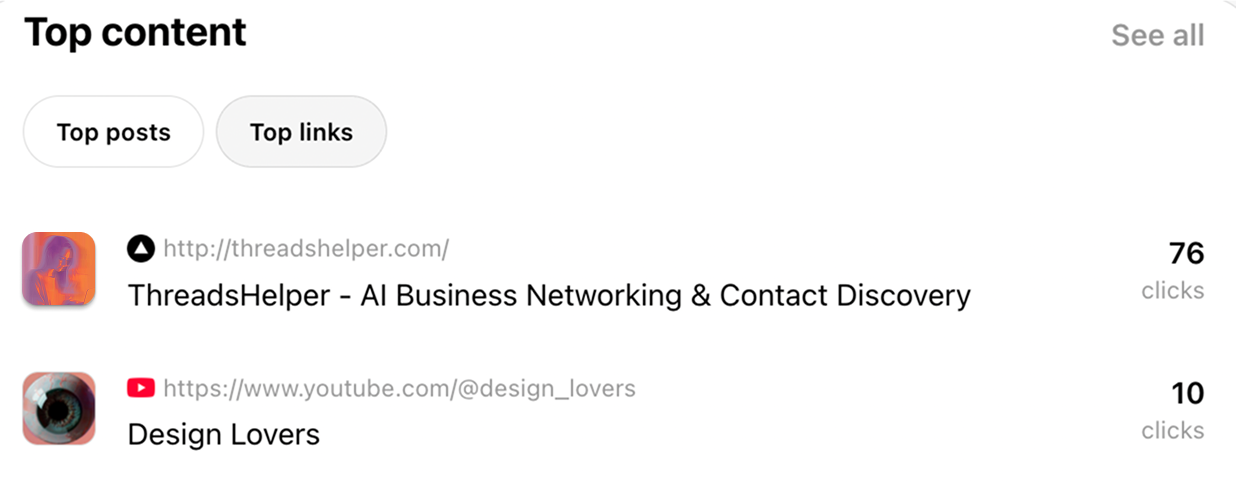 Top content
See all
Top posts
Top links
http://threadshelper.com/
76
ThreadsHelper - AI Business Networking & Contact Discovery
clicks
https://www.youtube.com/@design_lovers
10
Design Lovers
clicks